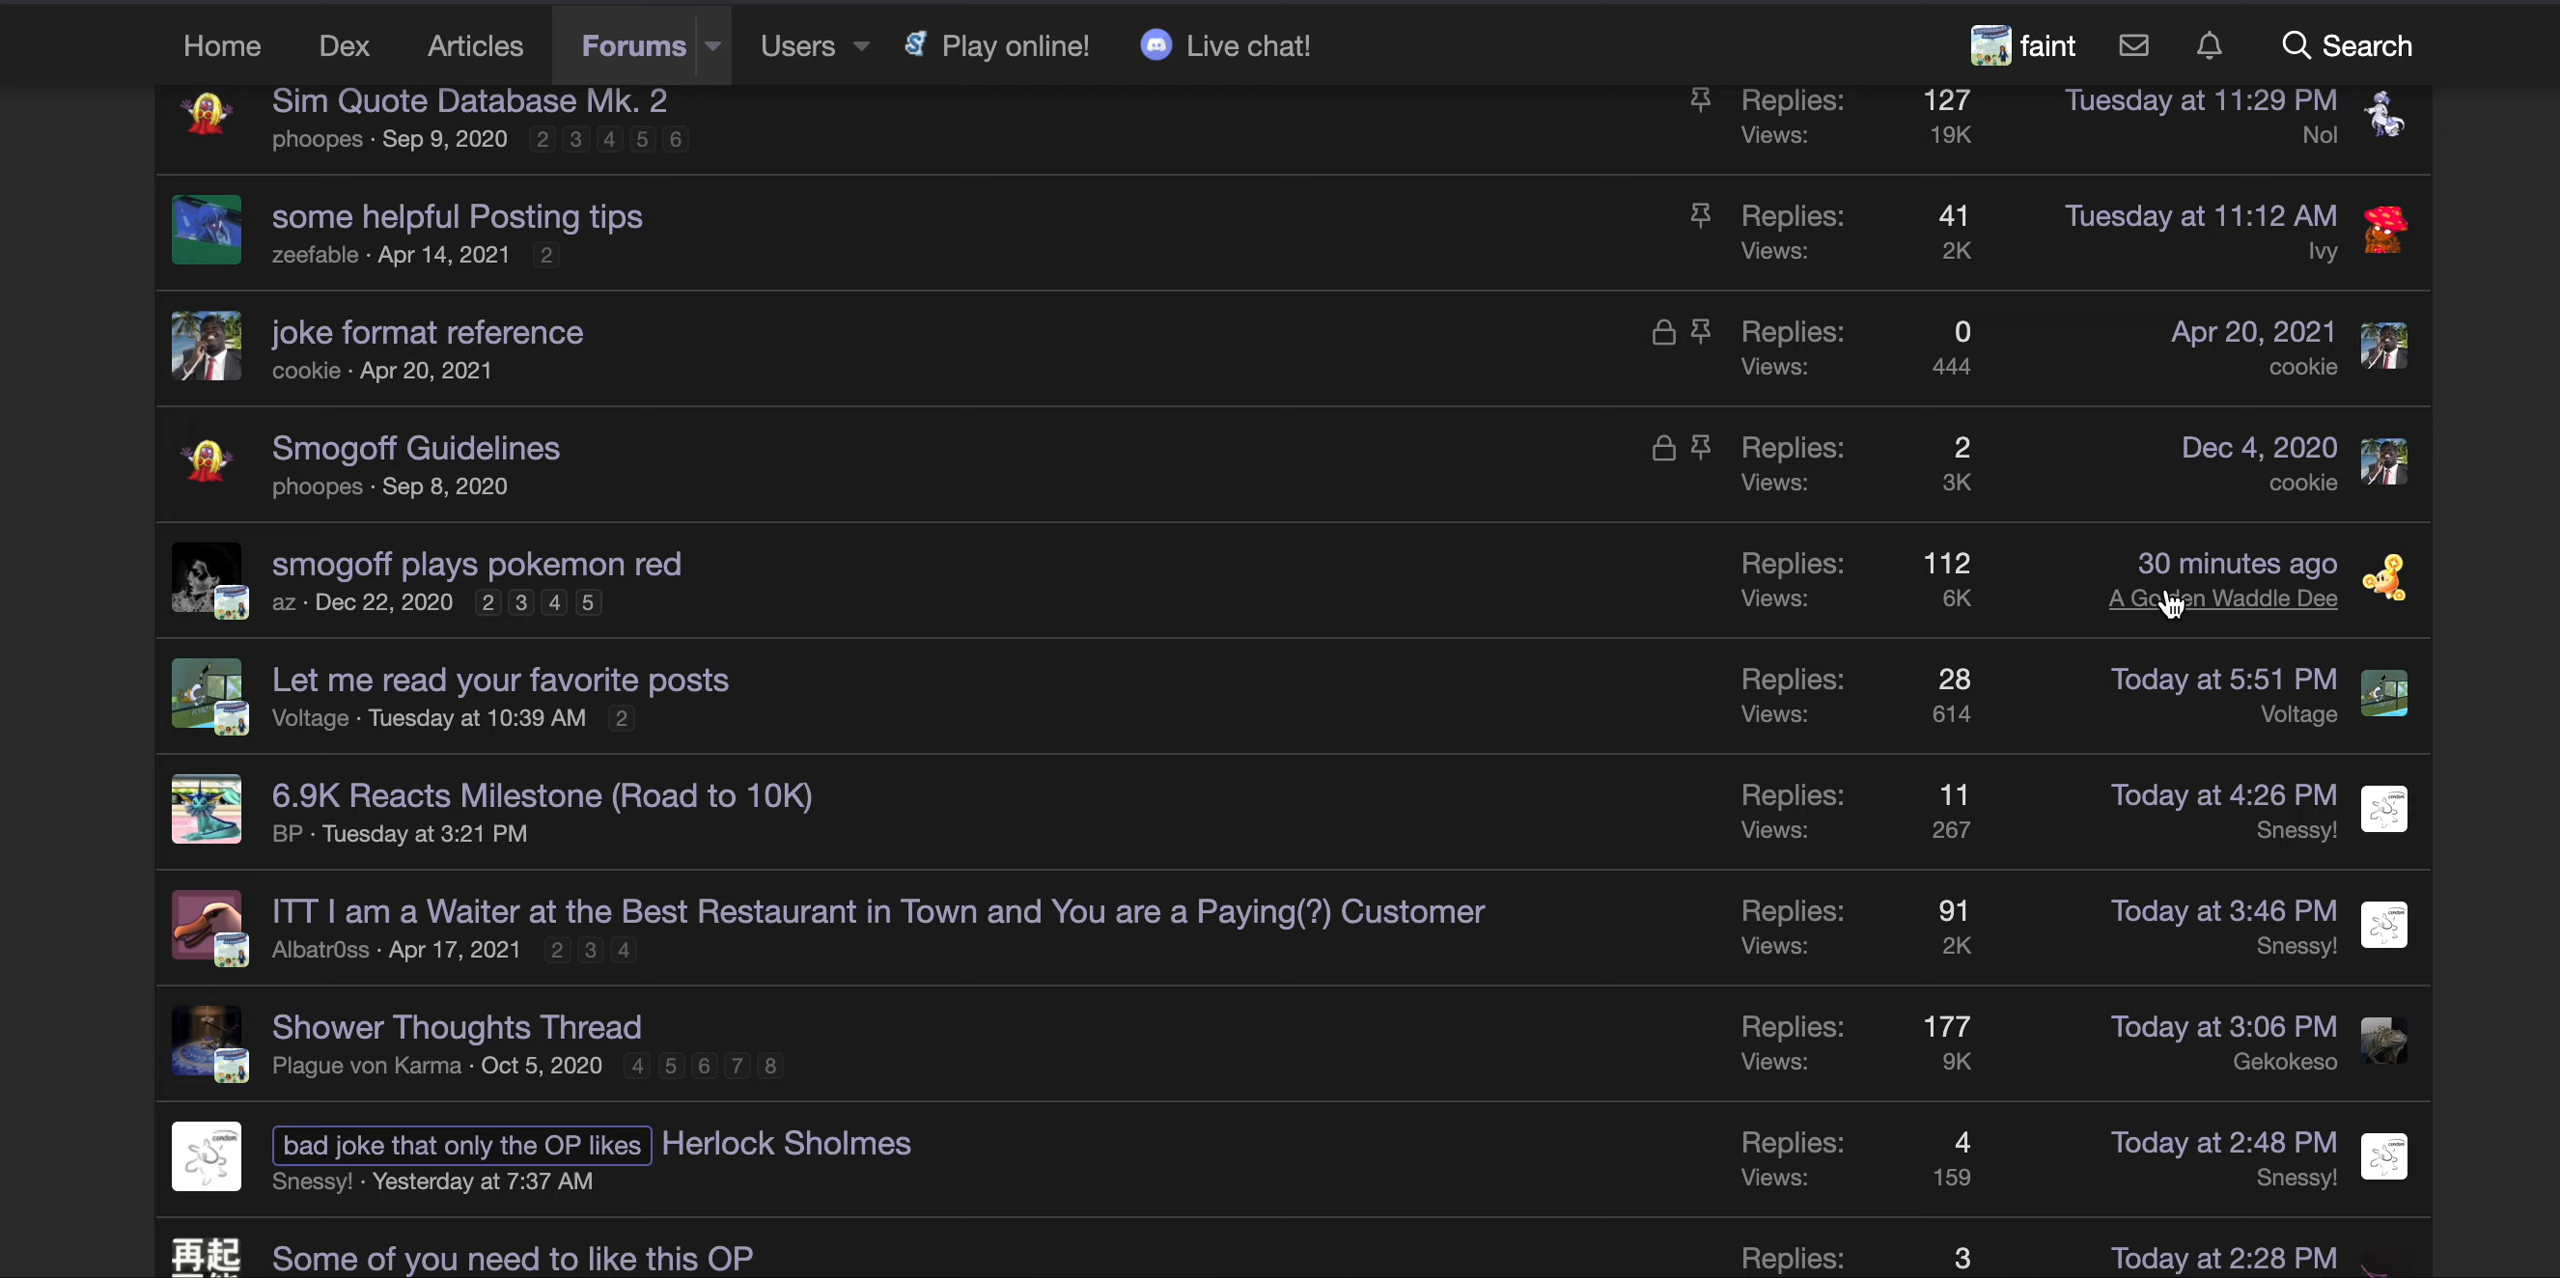 Home Dex Articles Forums Users Play online! Live chat! faint Search
Sim Quote Database Mk. 2 Replies: 127 Tuesday at 11:29 PM
phoopes · Sep 9, 2020 2 3 4 5 6 Views: 19K Nol
some helpful Posting tips Replies: 41 Tuesday at 11:12 AM
zeefable · Apr 14, 2021 2 Views: 2K Ivy
joke format reference Replies: 0 Apr 20, 2021
cookie · Apr 20, 2021 Views: 444 cookie
Smogoff Guidelines Replies: 2 Dec 4, 2020
phoopes · Sep 8, 2020 Views: 3K cookie
smogoff plays pokemon red Replies: 112 30 minutes ago
az · Dec 22, 2020 2 3 4 5 Views: 6K A Golden Waddle Dee
Let me read your favorite posts Replies: 28 Today at 5:51 PM
Voltage · Tuesday at 10:39 AM 2 Views: 614 Voltage
6.9K Reacts Milestone (Road to 10K) Replies: 11 Today at 4:26 PM
BP · Tuesday at 3:21 PM Views: 267 Snessy!
ITT I am a Waiter at the Best Restaurant in Town and You are a Paying(?) Customer Replies: 91 Today at 3:46 PM
Albatr0ss · Apr 17, 2021 2 3 4 Views: 2K Snessy!
Shower Thoughts Thread Replies: 177 Today at 3:06 PM
Plague von Karma · Oct 5, 2020 4 5 6 7 8 Views: 9K Gekokeso
bad joke that only the OP likes Herlock Sholmes Replies: 4 Today at 2:48 PM
Snessy! · Yesterday at 7:37 AM Views: 159 Snessy!
再起 Some of you need to like this OP Replies: 3 Today at 2:28 PM